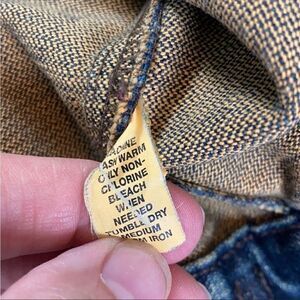 ASH WARM
ONLY NON-
CHLORINE
BLEACH
WHEN
NEEDED
TUMBLE DRY
MEDIUM
IRON